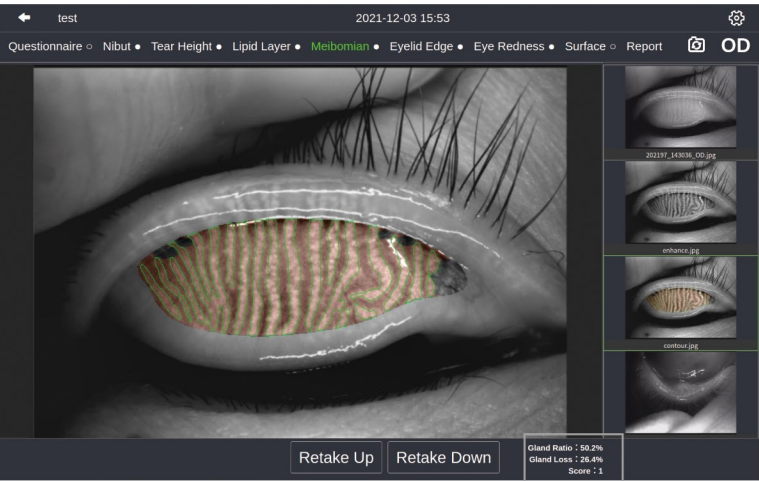 test
2021-12-03 15:53
Questionnaire ○ Nibut ● Tear Height ● Lipid Layer ● Meibomian ● Eyelid Edge ● Eye Redness ● Surface ○ Report OD
202197_143036_OD.jpg
enhance.jpg
contour.jpg
Retake Up
Retake Down
Gland Ratio : 50.2%
Gland Loss : 26.4%
Score : 1